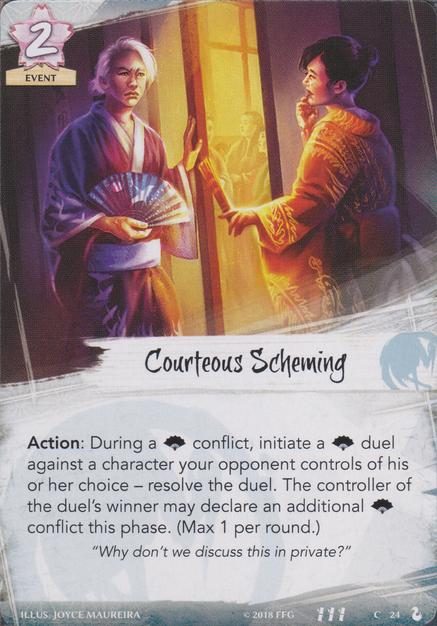 2
EVENT
Courteous Scheming
Action: During a conflict, initiate a duel
against a character your opponent controls of his
or her choice – resolve the duel. The controller of
the duel's winner may declare an additional
conflict this phase. (Max 1 per round.)
"Why don't we discuss this in private?"
ILLUS. JOYCE MAUREIRA © 2018 FFG C 24